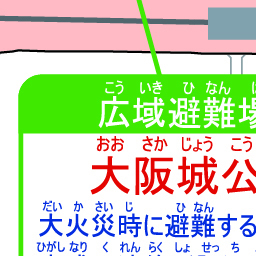 こういきひなん
広域避難場
おおさかじょうこう
大阪城公
だいかさいじひなん
大火災時に避難する
ひがしなりくれんらくしょせっち